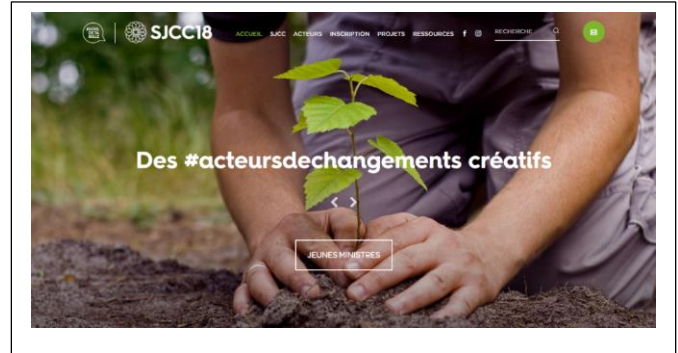 SJCC18
ACCUEIL SJCC ACTEURS INSCRIPTION PROJETS RESSOURCES f RECHERCHE
Des #acteursdechangements créatifs
JEUNES MINISTRES